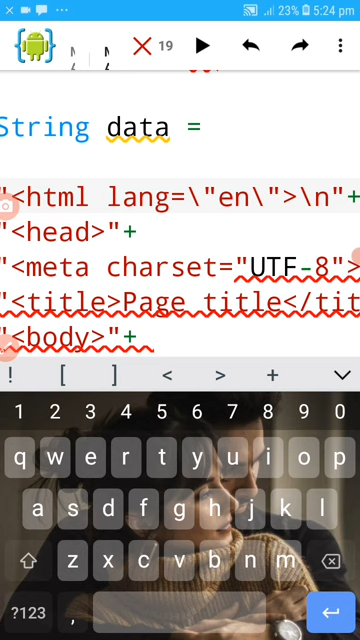 23% 5:24 pm
19
String data =
"<html lang=\"en\">\n"+
"<head>"+
"<meta charset="UTF-8">
"<title>Page title</tit
"<body>"+
! [ ] < > +
1 2 3 4 5 6 7 8 9 0
q w e r t y u i o p
a s d f g h j k l
z x c v b n m
?123 ,